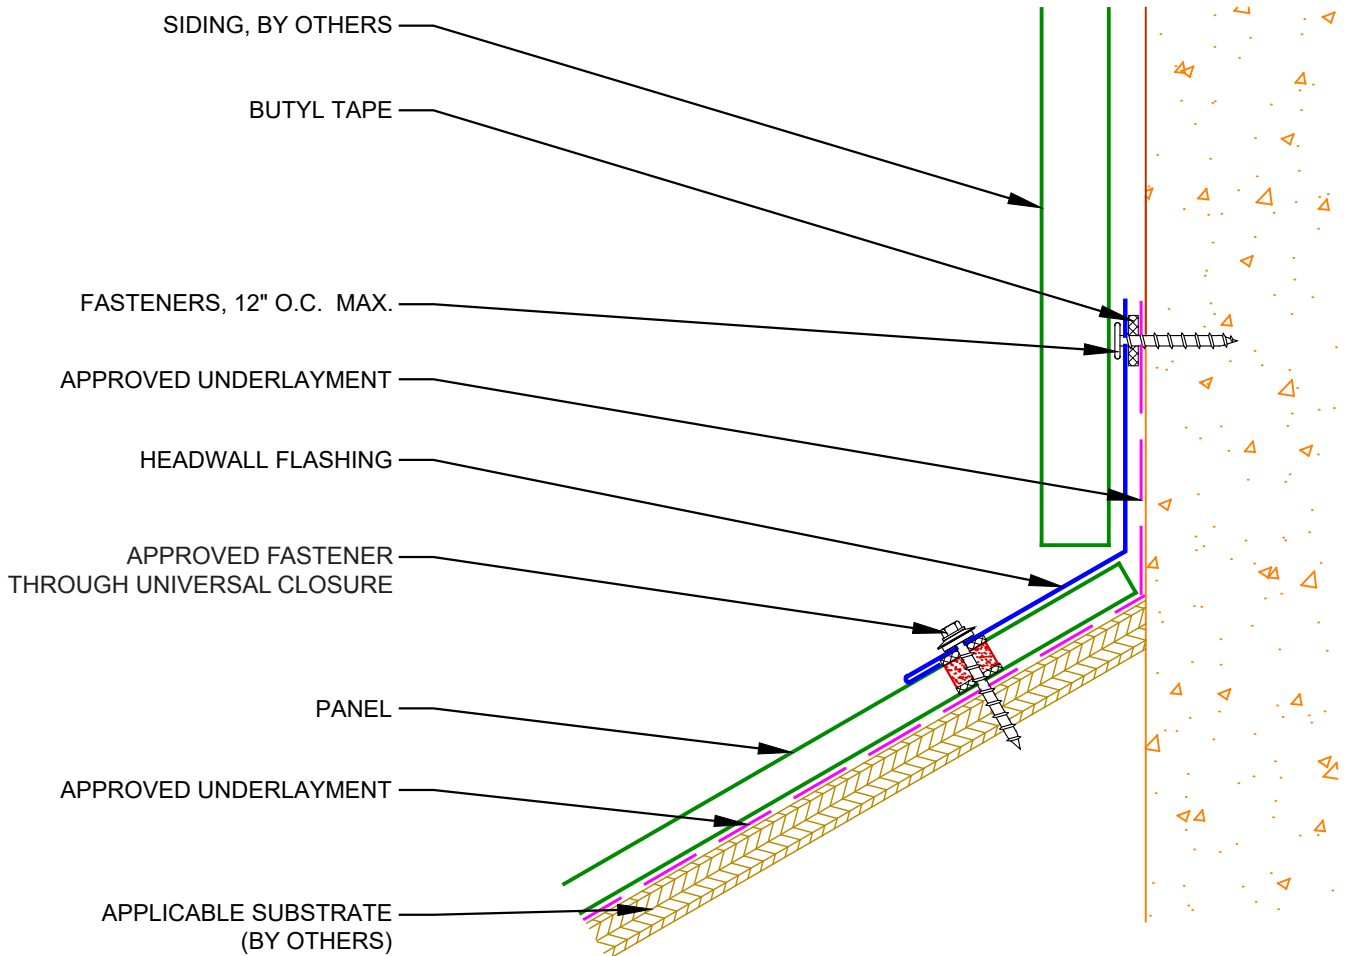 SIDING, BY OTHERS
BUTYL TAPE
FASTENERS, 12" O.C. MAX.
APPROVED UNDERLAYMENT
HEADWALL FLASHING
APPROVED FASTENER
THROUGH UNIVERSAL CLOSURE
PANEL
APPROVED UNDERLAYMENT
APPLICABLE SUBSTRATE
(BY OTHERS)